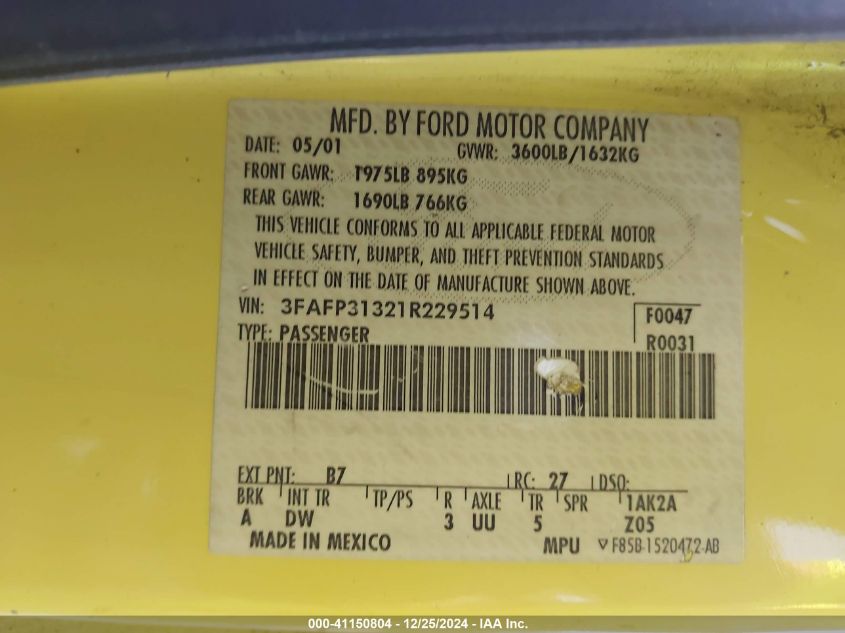 MFD. BY FORD MOTOR COMPANY
DATE: 05/01 GVWR: 3600LB/1632KG
FRONT GAWR: 1975LB 895KG
REAR GAWR: 1690LB 766KG
THIS VEHICLE CONFORMS TO ALL APPLICABLE FEDERAL MOTOR
VEHICLE SAFETY, BUMPER, AND THEFT PREVENTION STANDARDS
IN EFFECT ON THE DATE OF MANUFACTURE SHOWN ABOVE.
VIN: 3FAFP31321R229514 F0047
TYPE: PASSENGER R0031
EXT PNT: B7 RC: 27 DSO:
BRK INT TR TP/PS R AXLE TR SPR 1AK2A
A DW 3 UU 5 Z05
MADE IN MEXICO MPU ▽ F85B-1520472-AB
000-41150804 - 12/25/2024 - IAA Inc.